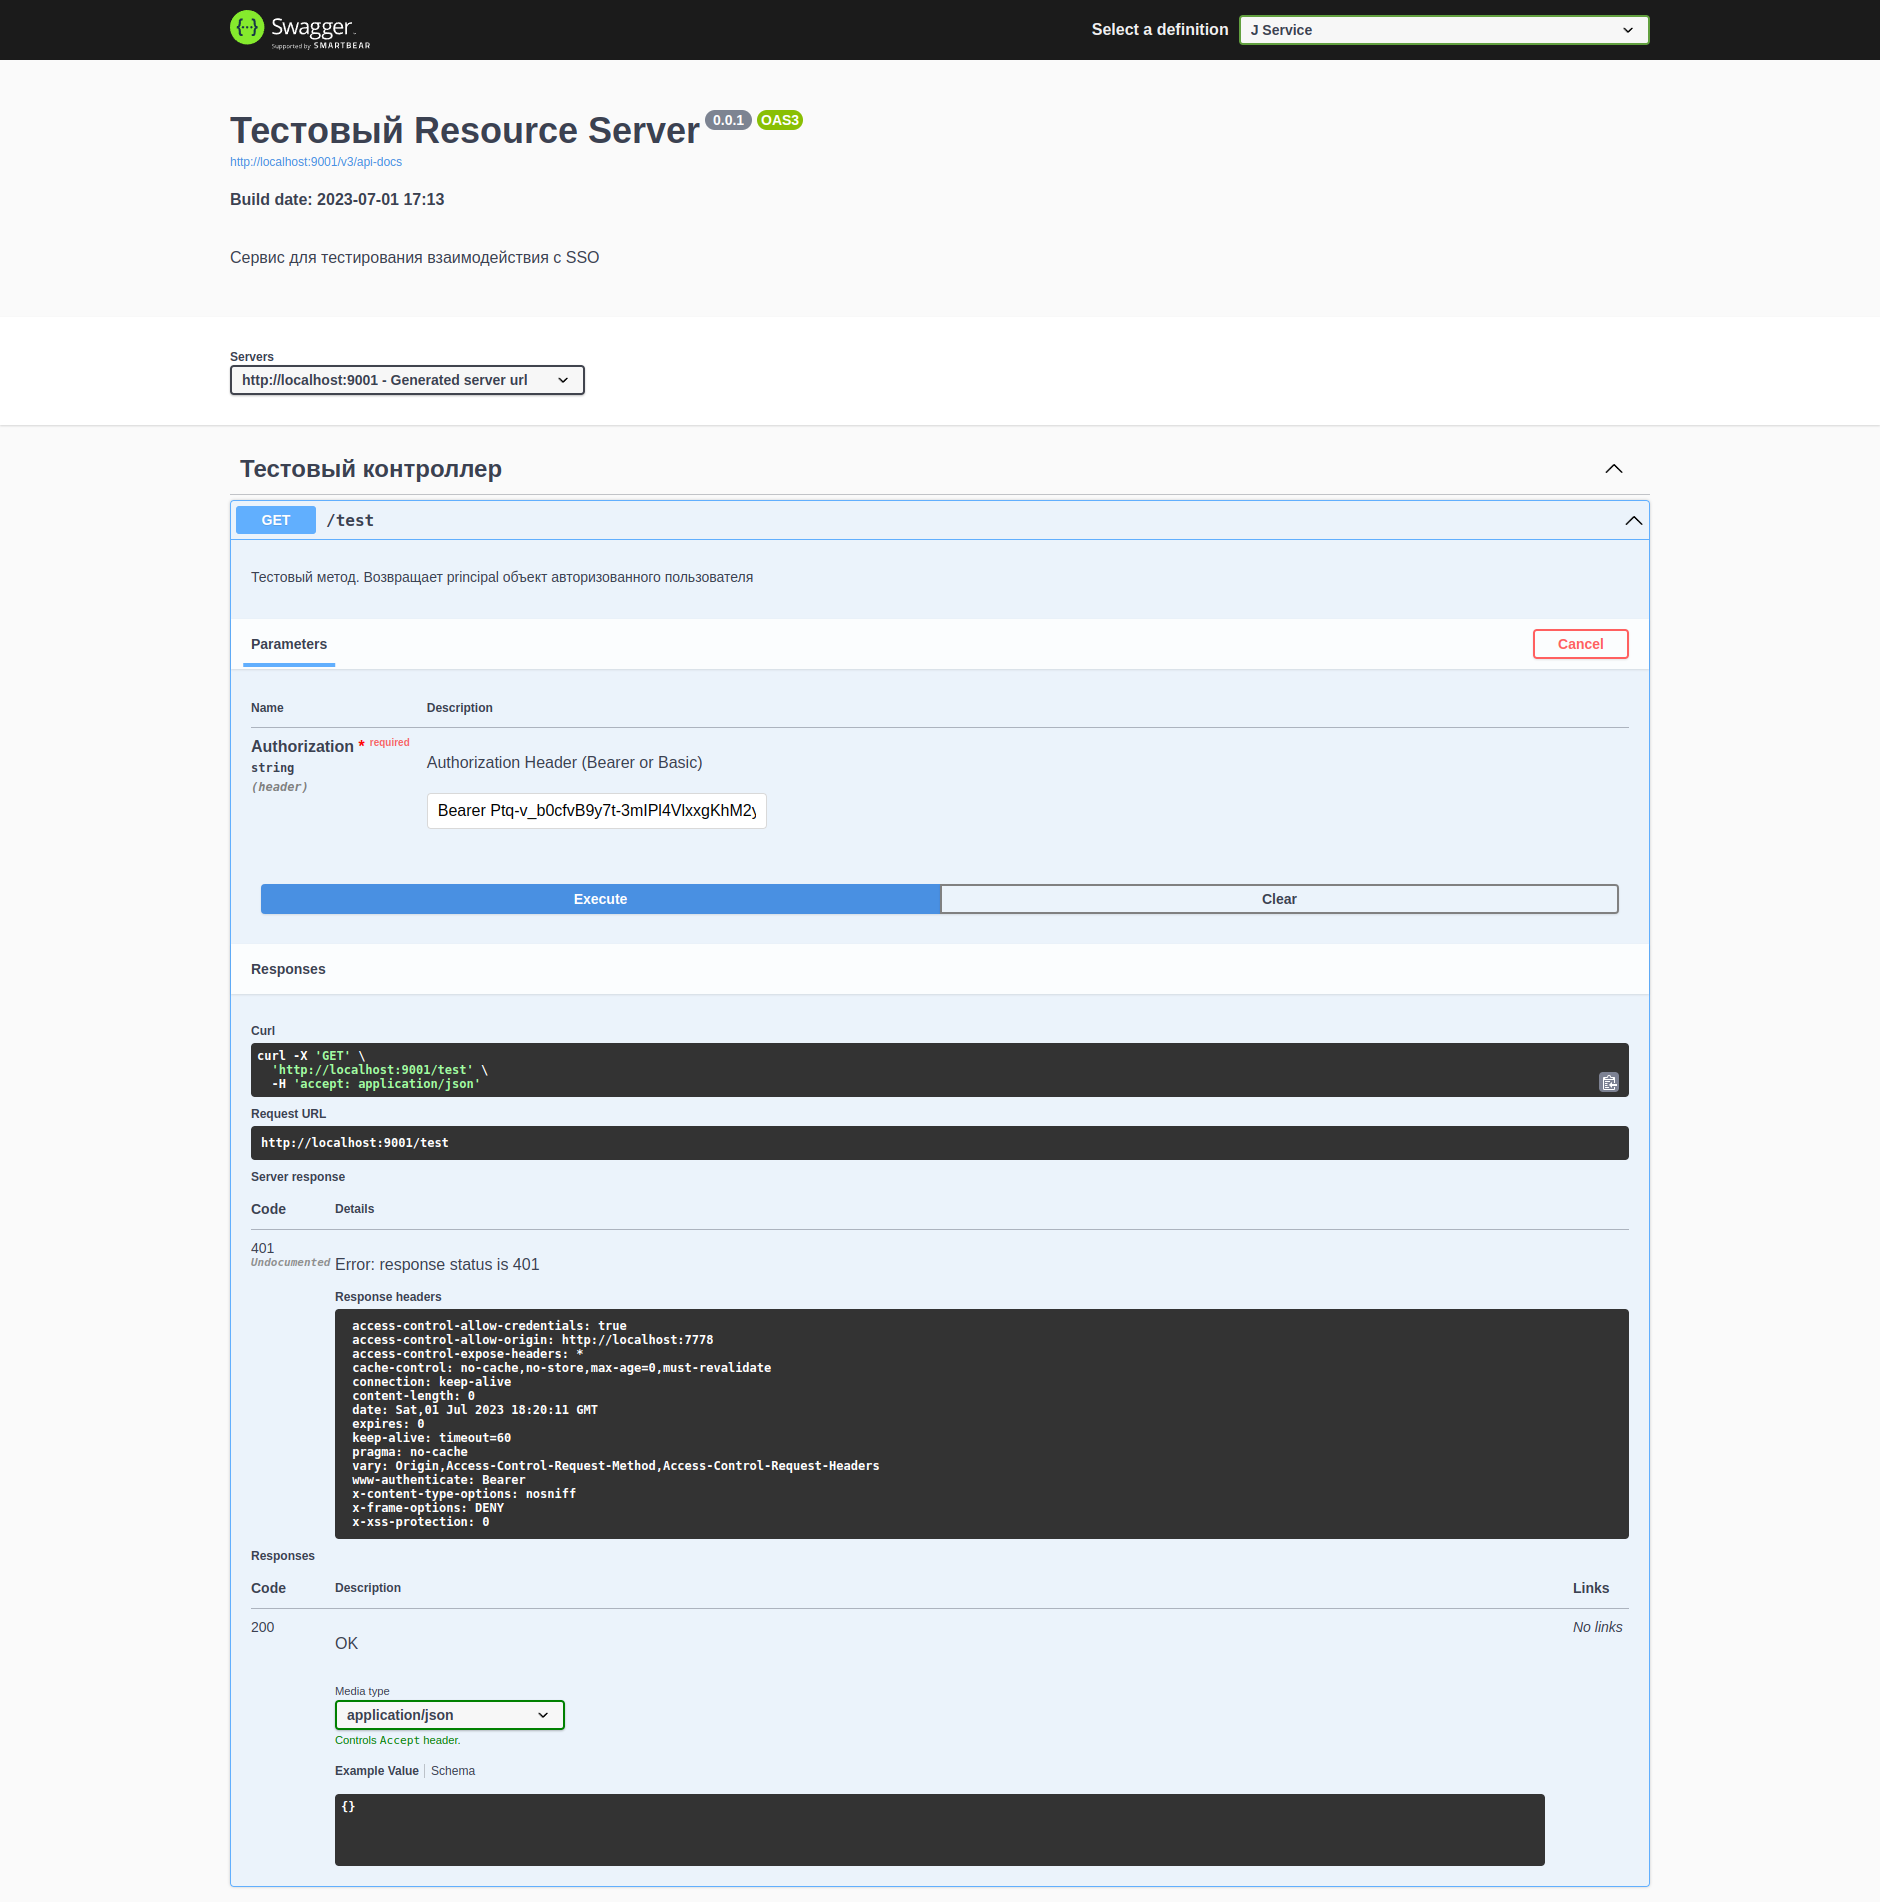 Swagger
Supported by SMARTBEAR
Select a definition
J Service
Тестовый Resource Server 0.0.1 OAS3
http://localhost:9001/v3/api-docs
Build date: 2023-07-01 17:13
Сервис для тестирования взаимодействия с SSO
Servers
http://localhost:9001 - Generated server url
Тестовый контроллер
GET /test
Тестовый метод. Возвращает principal объект авторизованного пользователя
Parameters
Cancel
Name Description
Authorization * required
string
(header)
Authorization Header (Bearer or Basic)
Bearer Ptq-v_b0cfvB9y7t-3mIPl4VlxxgKhM2y
Execute
Clear
Responses
Curl
curl -X 'GET' \
'http://localhost:9001/test' \
-H 'accept: application/json'
Request URL
http://localhost:9001/test
Server response
Code Details
401
Undocumented
Error: response status is 401
Response headers
access-control-allow-credentials: true
access-control-allow-origin: http://localhost:7778
access-control-expose-headers: *
cache-control: no-cache,no-store,max-age=0,must-revalidate
connection: keep-alive
content-length: 0
date: Sat,01 Jul 2023 18:20:11 GMT
expires: 0
keep-alive: timeout=60
pragma: no-cache
vary: Origin,Access-Control-Request-Method,Access-Control-Request-Headers
www-authenticate: Bearer
x-content-type-options: nosniff
x-frame-options: DENY
x-xss-protection: 0
Responses
Code Description Links
200
OK
No links
Media type
application/json
Controls Accept header.
Example Value Schema
{}